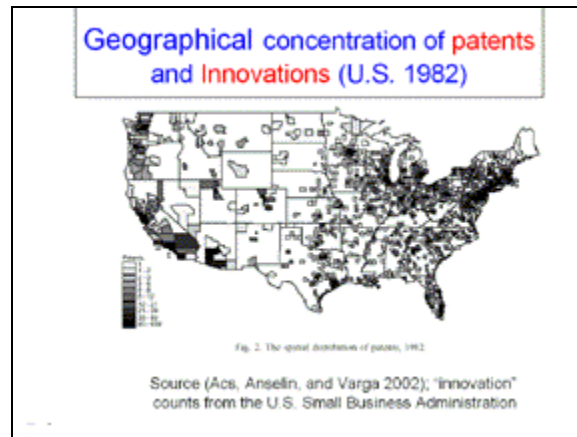 Geographical concentration of patents
and Innovations (U.S. 1982)
Fig. 2. The spatial distribution of patents, 1982.
Source (Acs, Anselin, and Varga 2002); "innovation"
counts from the U.S. Small Business Administration